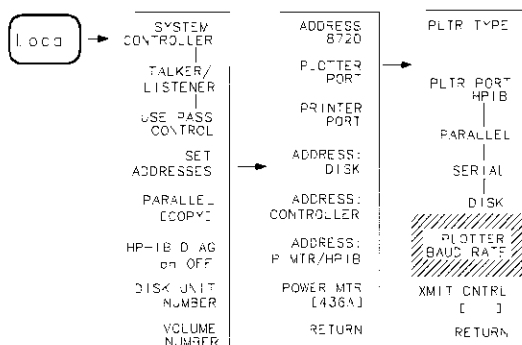 Local
SYSTEM
CONTROLLER
TALKER/
LISTENER
USE PASS
CONTROL
SET
ADDRESSES
PARALLEL
[COPY]
HP-IB DIAG
on OFF
DISK UNIT
NUMBER
VOLUME
NUMBER
ADDRESS
8720
PLOTTER
PORT
PRINTER
PORT
ADDRESS:
DISK
ADDRESS:
CONTROLLER
ADDRESS:
P MTR/HPIB
POWER MTR
[436A]
RETURN
PLTR TYPE
PLTR PORT
HPIB
PARALLEL
SERIAL
DISK
PLOTTER
BAUD RATE
XMIT CNTRL
[ ]
RETURN